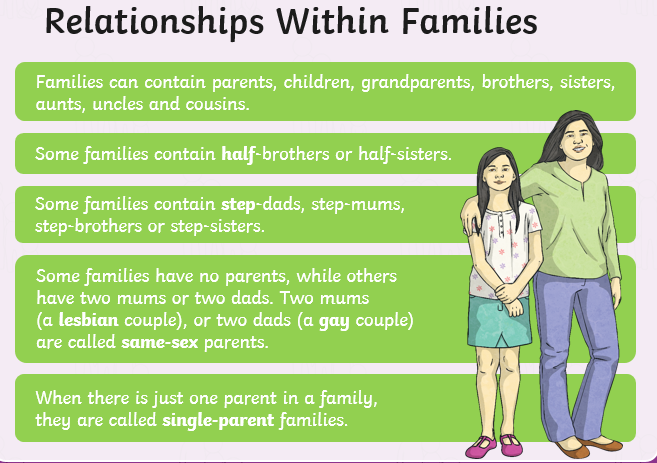 Relationships Within Families
Families can contain parents, children, grandparents, brothers, sisters,
aunts, uncles and cousins.
Some families contain half-brothers or half-sisters.
Some families contain step-dads, step-mums,
step-brothers or step-sisters.
Some families have no parents, while others
have two mums or two dads. Two mums
(a lesbian couple), or two dads (a gay couple)
are called same-sex parents.
When there is just one parent in a family,
they are called single-parent families.